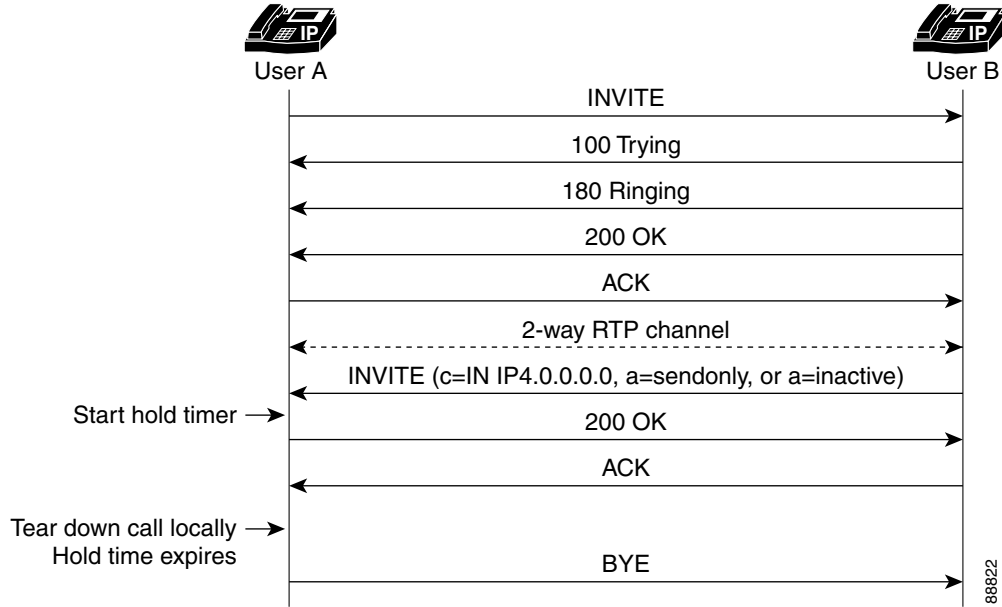 IP
IP
User A
User B
INVITE
100 Trying
180 Ringing
200 OK
ACK
2-way RTP channel
INVITE (c=IN IP4.0.0.0.0, a=sendonly, or a=inactive)
Start hold timer
200 OK
ACK
Tear down call locally
Hold time expires
BYE
88822